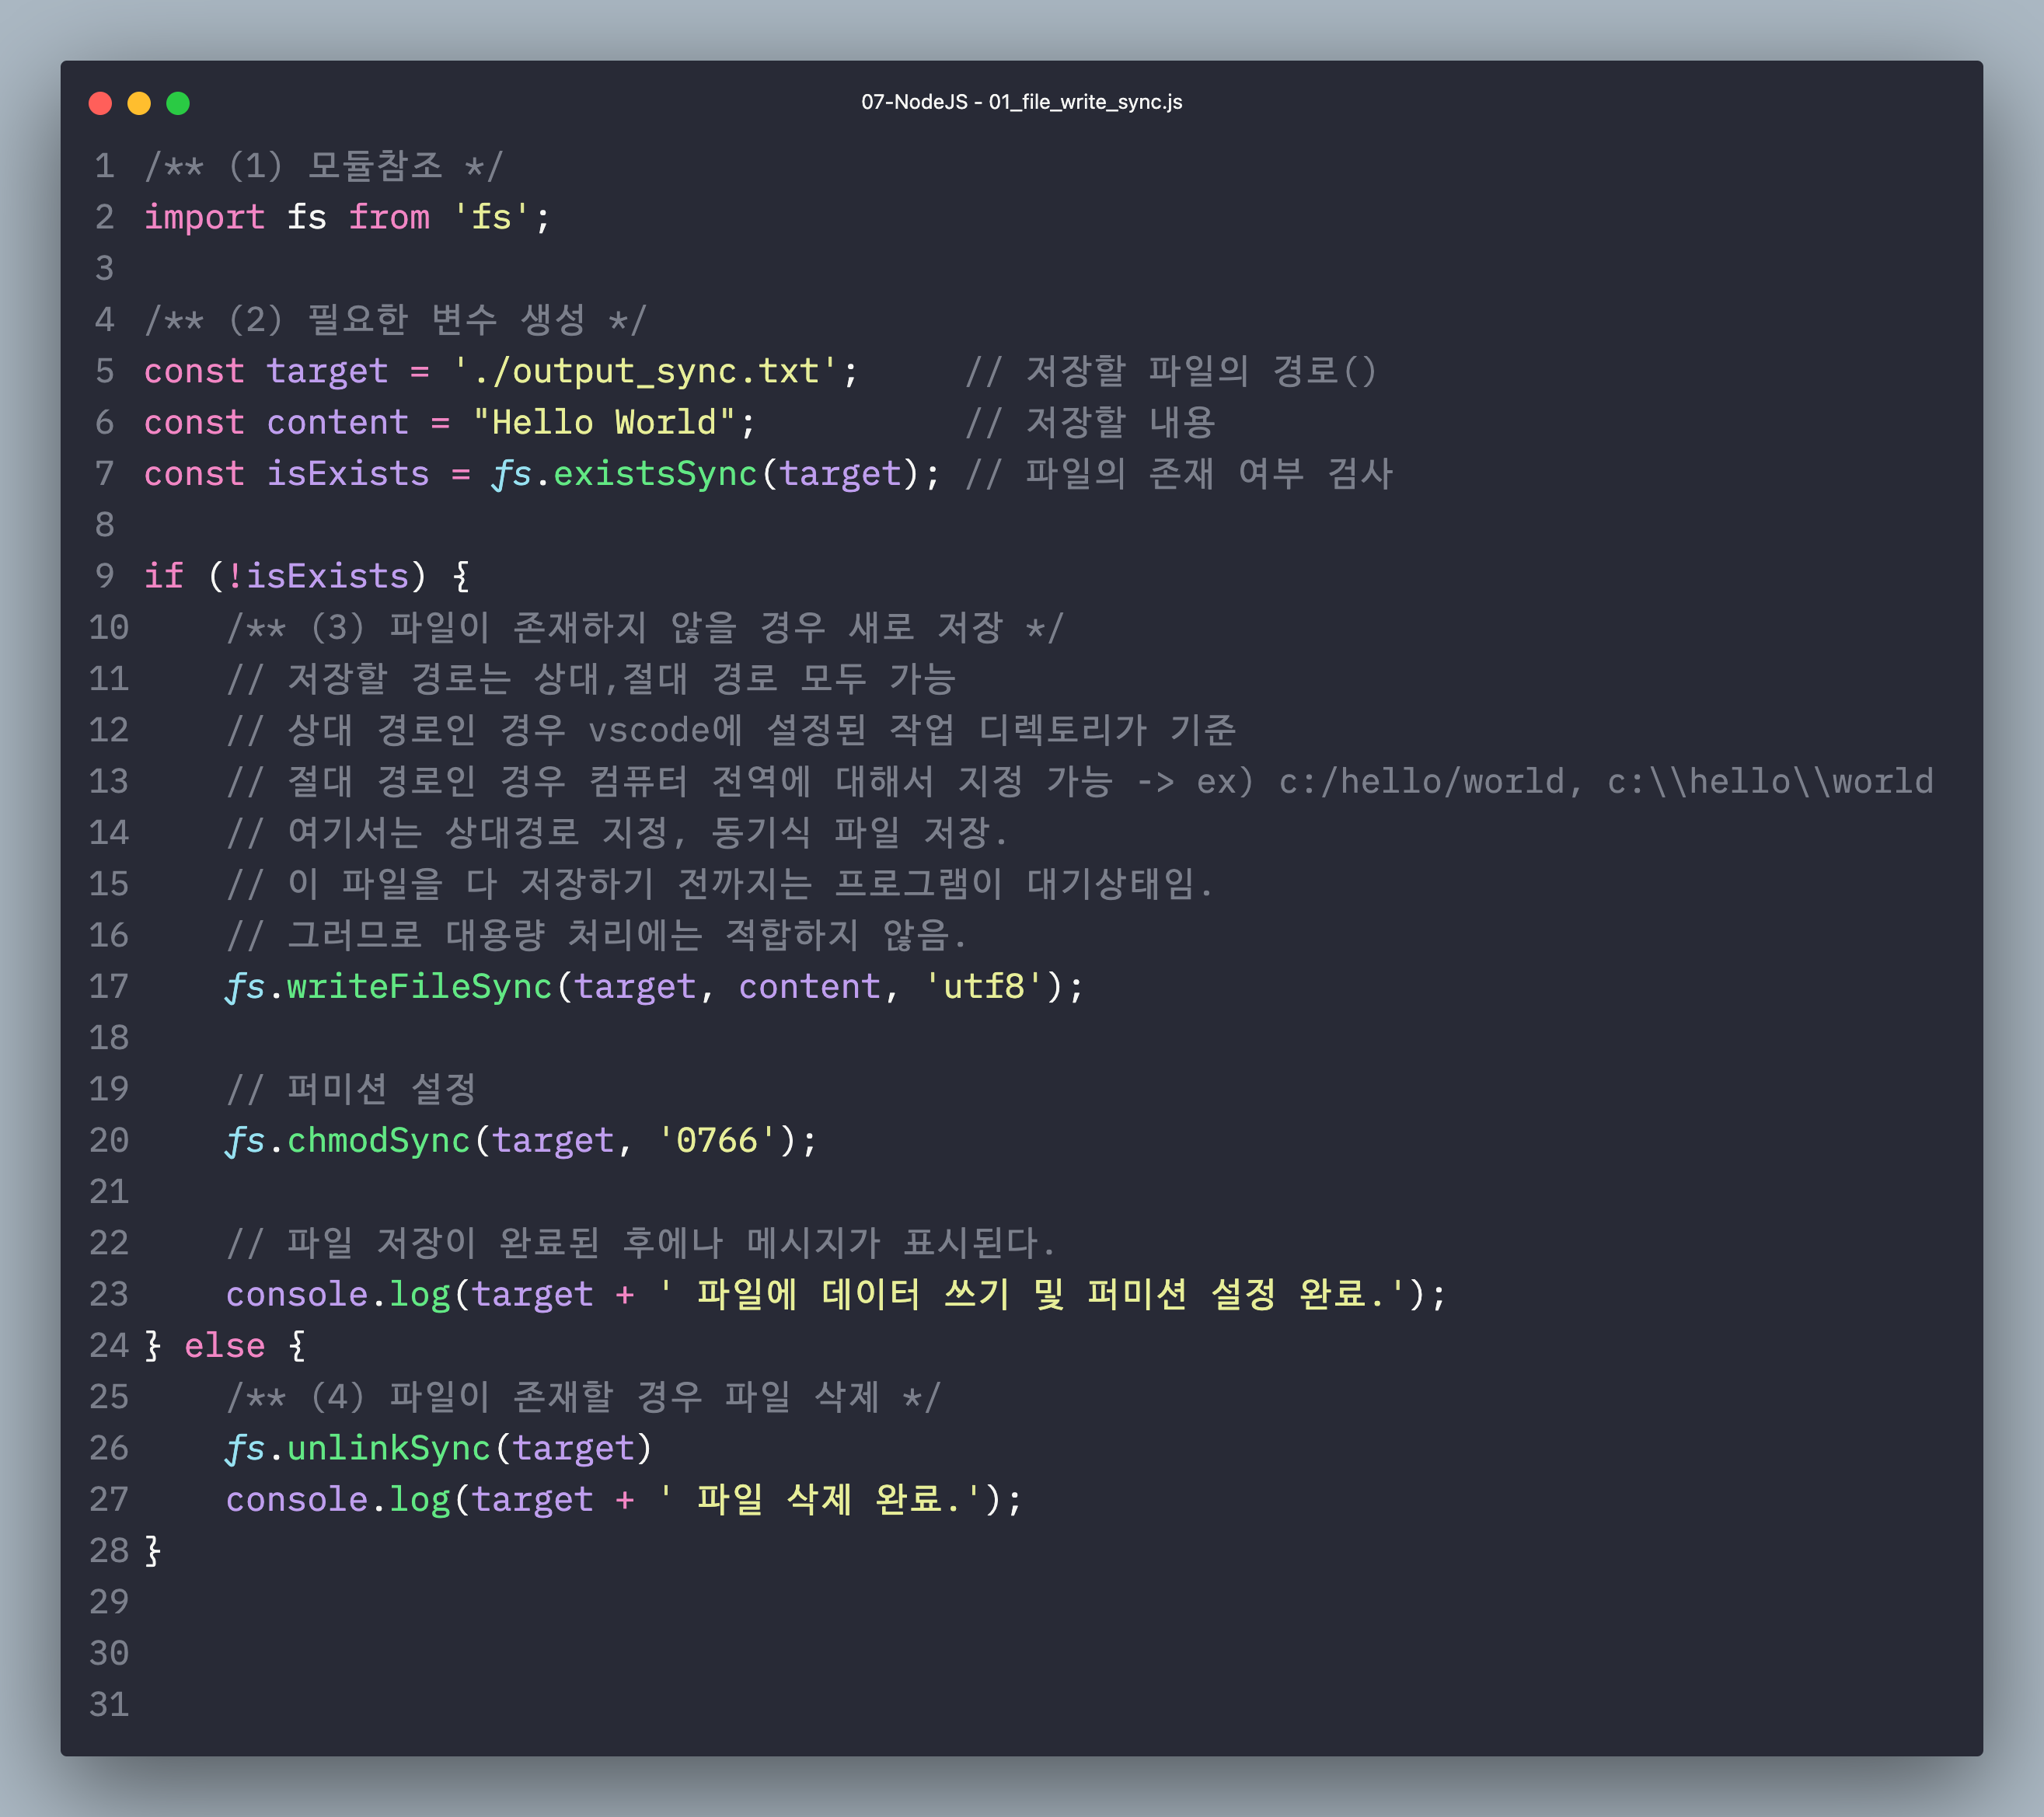 07-NodeJS - 01_file_write_sync.js
1 /** (1) 모듈참조 */
2 import fs from 'fs';
3
4 /** (2) 필요한 변수 생성 */
5 const target = './output_sync.txt';     // 저장할 파일의 경로()
6 const content = "Hello World";          // 저장할 내용
7 const isExists = fs.existsSync(target); // 파일의 존재 여부 검사
8
9 if (!isExists) {
10     /** (3) 파일이 존재하지 않을 경우 새로 저장 */
11     // 저장할 경로는 상대,절대 경로 모두 가능
12     // 상대 경로인 경우 vscode에 설정된 작업 디렉토리가 기준
13     // 절대 경로인 경우 컴퓨터 전역에 대해서 지정 가능 -> ex) c:/hello/world, c:\\hello\\world
14     // 여기서는 상대경로 지정, 동기식 파일 저장.
15     // 이 파일을 다 저장하기 전까지는 프로그램이 대기상태임.
16     // 그러므로 대용량 처리에는 적합하지 않음.
17     fs.writeFileSync(target, content, 'utf8');
18
19     // 퍼미션 설정
20     fs.chmodSync(target, '0766');
21
22     // 파일 저장이 완료된 후에나 메시지가 표시된다.
23     console.log(target + ' 파일에 데이터 쓰기 및 퍼미션 설정 완료.');
24 } else {
25     /** (4) 파일이 존재할 경우 파일 삭제 */
26     fs.unlinkSync(target)
27     console.log(target + ' 파일 삭제 완료.');
28 }
29
30
31